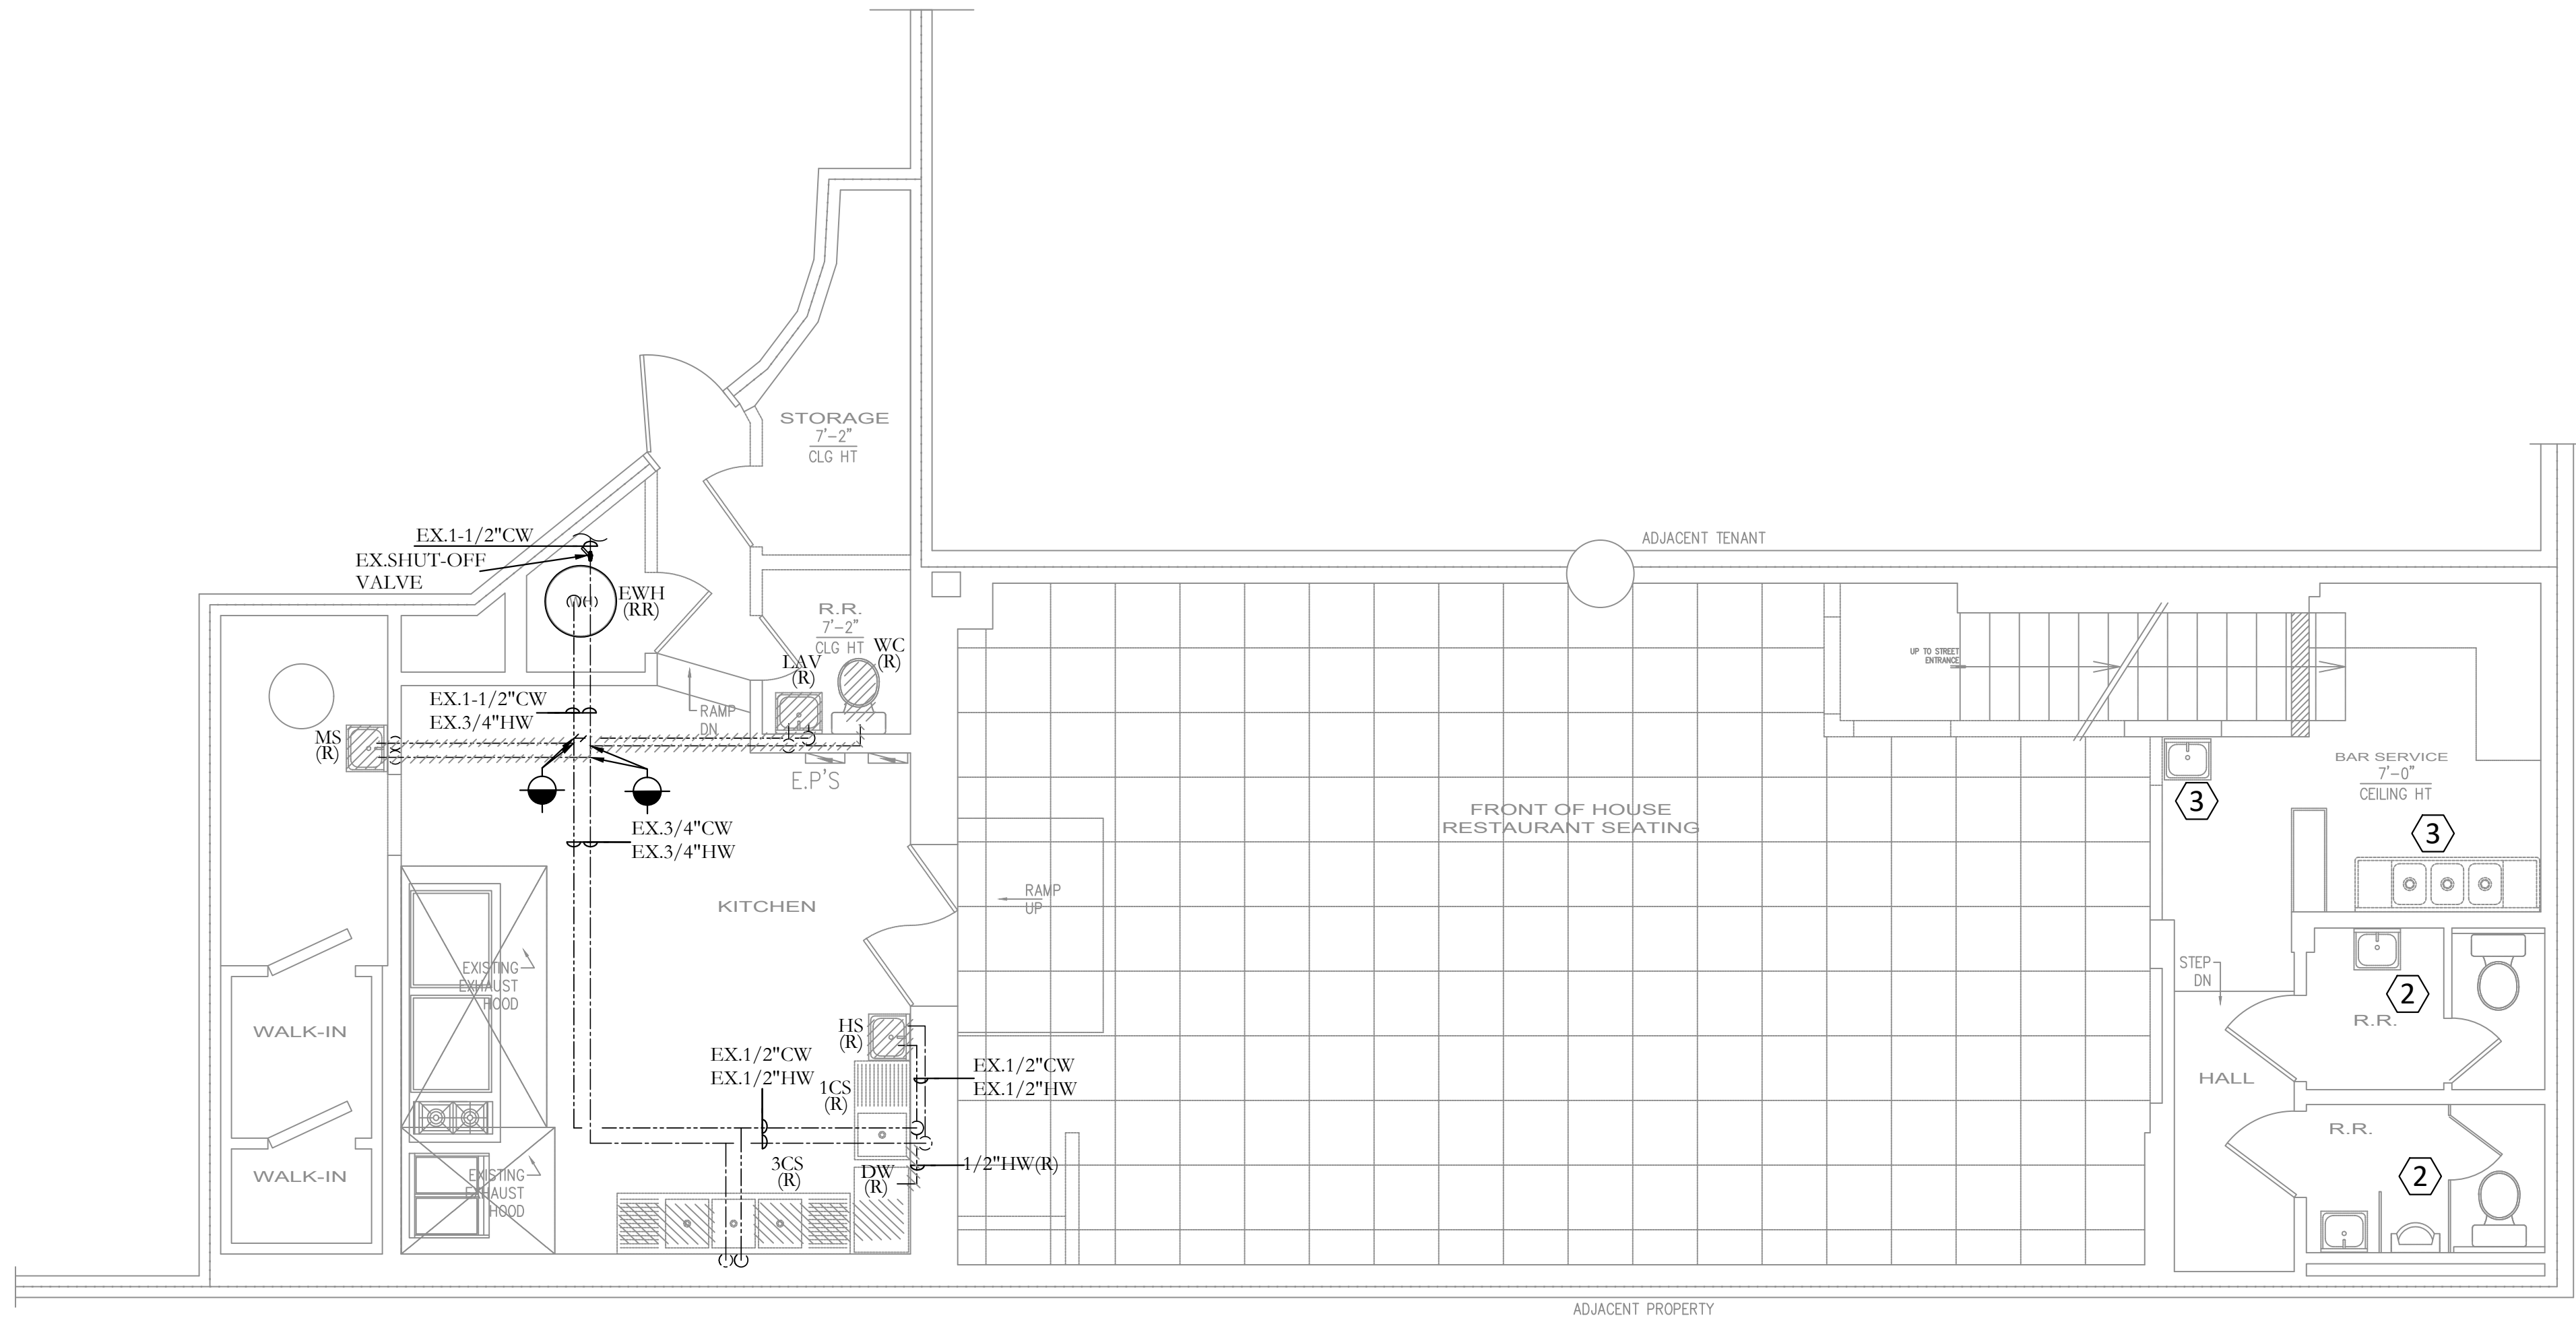 STORAGE
7'-2"
CLG HT
EX.1-1/2"CW
EX.SHUT-OFF
VALVE
(WH)
EWH
(RR)
ADJACENT TENANT
R.R.
7'-2"
CLG HT
WC
(R)
LAV
(R)
UP TO STREET
ENTRANCE
EX.1-1/2"CW
EX.3/4"HW
RAMP
DN
MS
(R)
E.P'S
BAR SERVICE
7'-0"
CEILING HT
3
3
FRONT OF HOUSE
RESTAURANT SEATING
EX.3/4"CW
EX.3/4"HW
KITCHEN
RAMP
UP
EXISTING
EXHAUST
HOOD
STEP
DN
2
R.R.
WALK-IN
HS
(R)
EX.1/2"CW
EX.1/2"HW
EX.1/2"CW
EX.1/2"HW
HALL
1CS
(R)
R.R.
3CS
(R)
DW
(R)
1/2"HW(R)
WALK-IN
EXISTING
EXHAUST
HOOD
2
ADJACENT PROPERTY